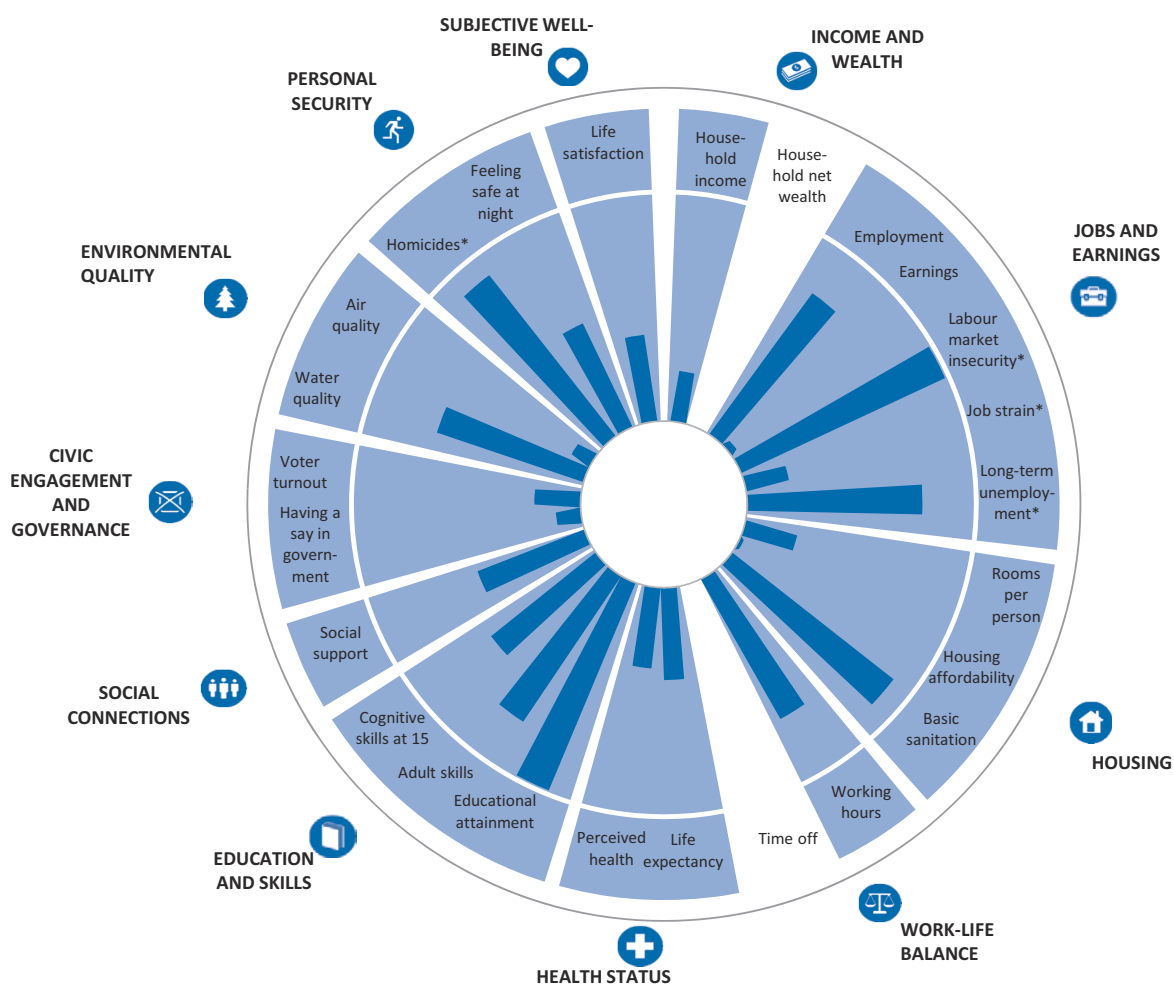 SUBJECTIVE WELL-
BEING
INCOME AND
WEALTH
PERSONAL
SECURITY
Life
satisfaction
House-
hold
income
House-
hold net
wealth
Feeling
safe at
night
Homicides*
Employment
Earnings
JOBS AND
EARNINGS
ENVIRONMENTAL
QUALITY
Air
quality
Water
quality
Labour
market
insecurity*
Job strain*
Long-term
unemploy-
ment*
CIVIC
ENGAGEMENT
AND
GOVERNANCE
Voter
turnout
Having a
say in
govern-
ment
Rooms
per
person
Housing
affordability
Basic
sanitation
HOUSING
Social
support
SOCIAL
CONNECTIONS
Cognitive
skills at 15
Adult skills
Educational
attainment
EDUCATION
AND SKILLS
Perceived
health
Life
expectancy
Time off
Working
hours
WORK-LIFE
BALANCE
HEALTH STATUS